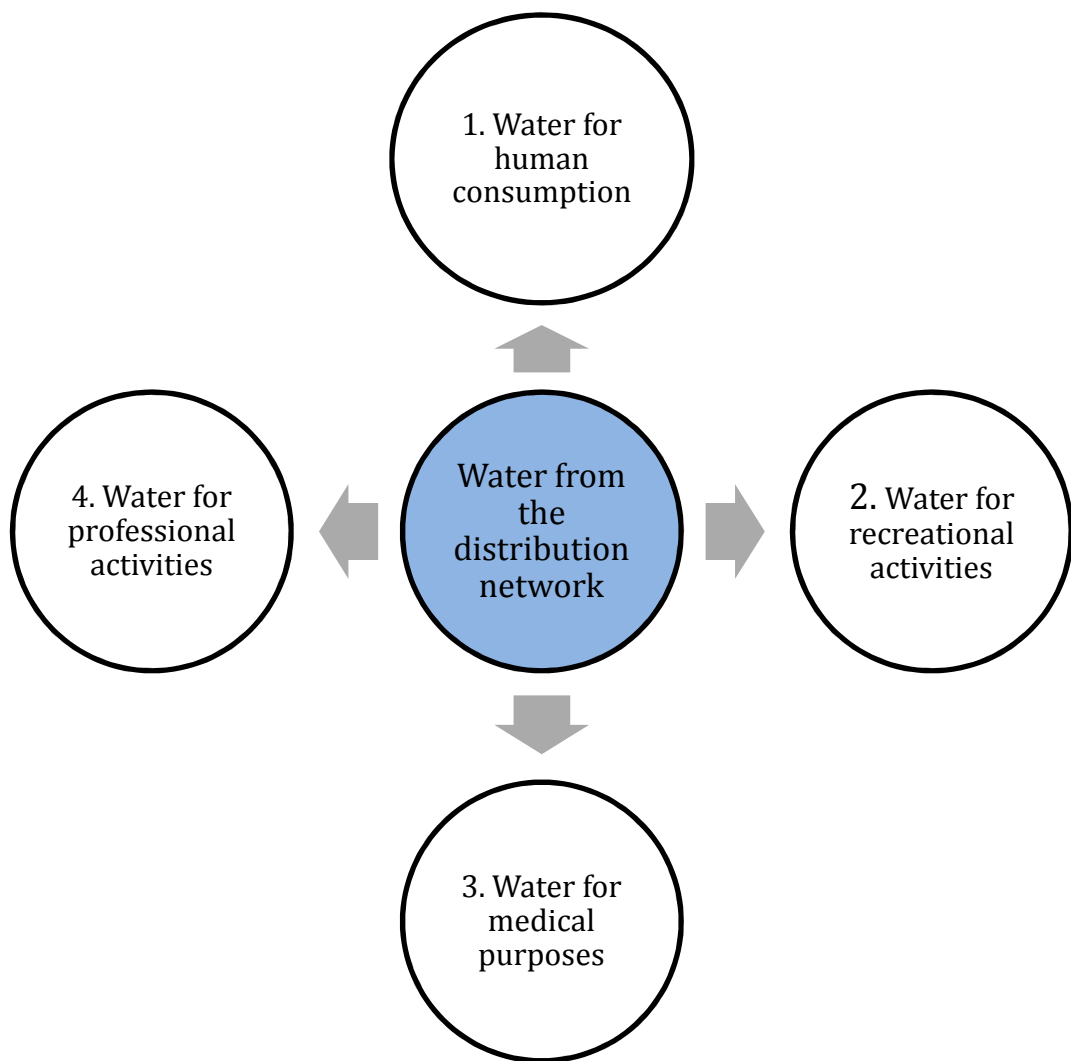 1. Water for
human
consumption
4. Water for
professional
activities
Water from
the
distribution
network
2. Water for
recreational
activities
3. Water for
medical
purposes